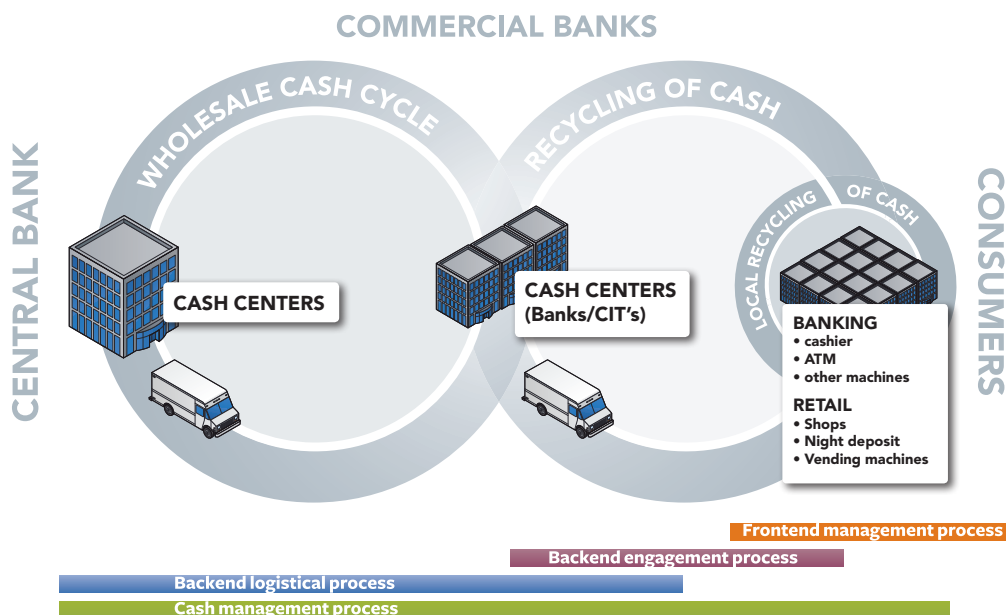 COMMERCIAL BANKS
WHOLESALE CASH CYCLE
RECYCLING OF CASH
CENTRAL BANK
CONSUMERS
LOCAL RECYCLING
OF CASH
CASH CENTERS
CASH CENTERS
(Banks/CIT's)
BANKING
• cashier
• ATM
• other machines
RETAIL
• Shops
• Night deposit
• Vending machines
Frontend management process
Backend engagement process
Backend logistical process
Cash management process